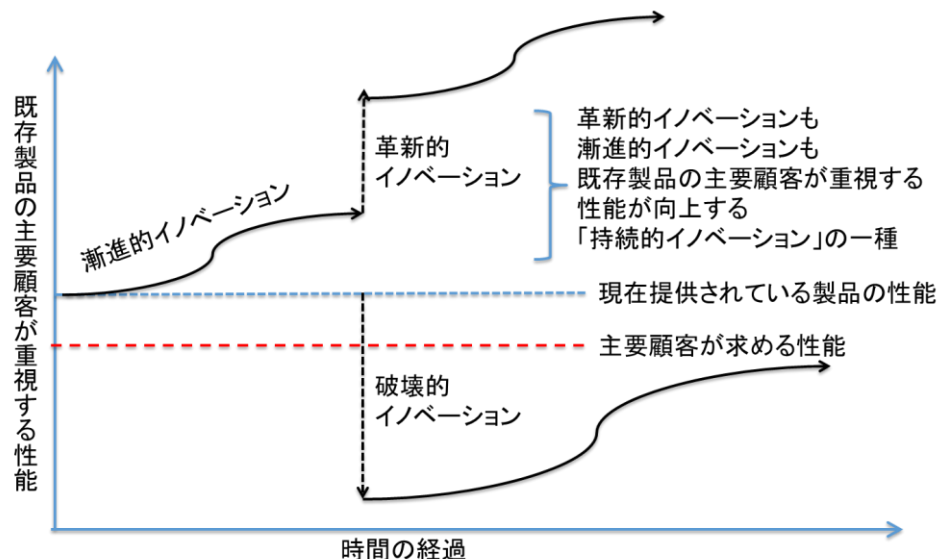 既存製品の主要顧客が重視する性能
漸進的イノベーション
革新的
イノベーション
革新的イノベーションも
漸進的イノベーションも
既存製品の主要顧客が重視する
性能が向上する
「持続的イノベーション」の一種
現在提供されている製品の性能
主要顧客が求める性能
破壊的
イノベーション
時間の経過